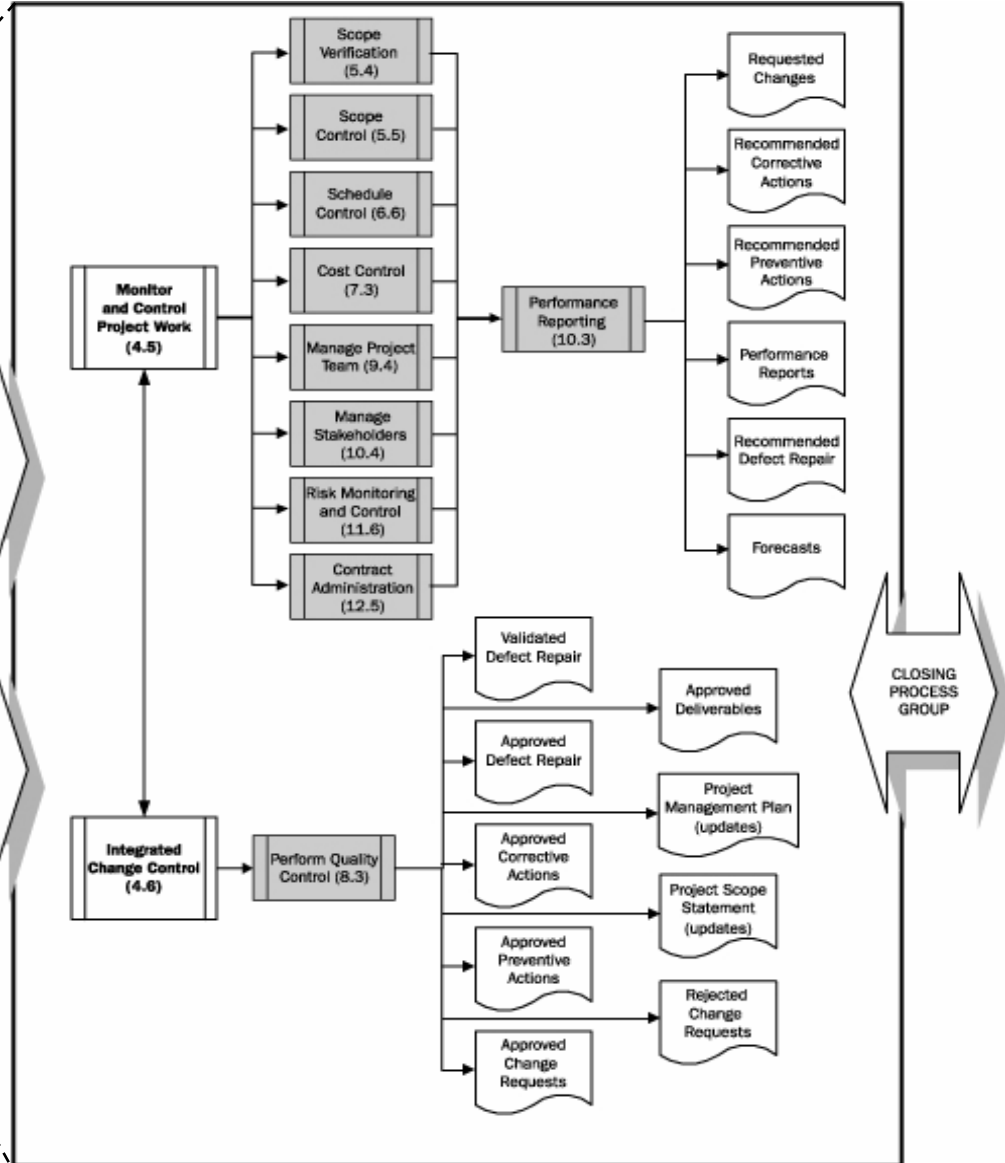 Scope
Verification
(5.4)
Scope
Control (5.5)
Schedule
Control (6.6)
Cost Control
(7.3)
Manage Project
Team (9.4)
Manage
Stakeholders
(10.4)
Risk Monitoring
and Control
(11.6)
Contract
Administration
(12.5)
Monitor
and Control
Project Work
(4.5)
Performance
Reporting
(10.3)
Requested
Changes
Recommended
Corrective
Actions
Recommended
Preventive
Actions
Performance
Reports
Recommended
Defect Repair
Forecasts
CLOSING
PROCESS
GROUP
Integrated
Change Control
(4.6)
Perform Quality
Control (8.3)
Validated
Defect Repair
Approved
Deliverables
Approved
Defect Repair
Project
Management Plan
(updates)
Approved
Corrective
Actions
Project Scope
Statement
(updates)
Approved
Preventive
Actions
Rejected
Change
Requests
Approved
Change
Requests